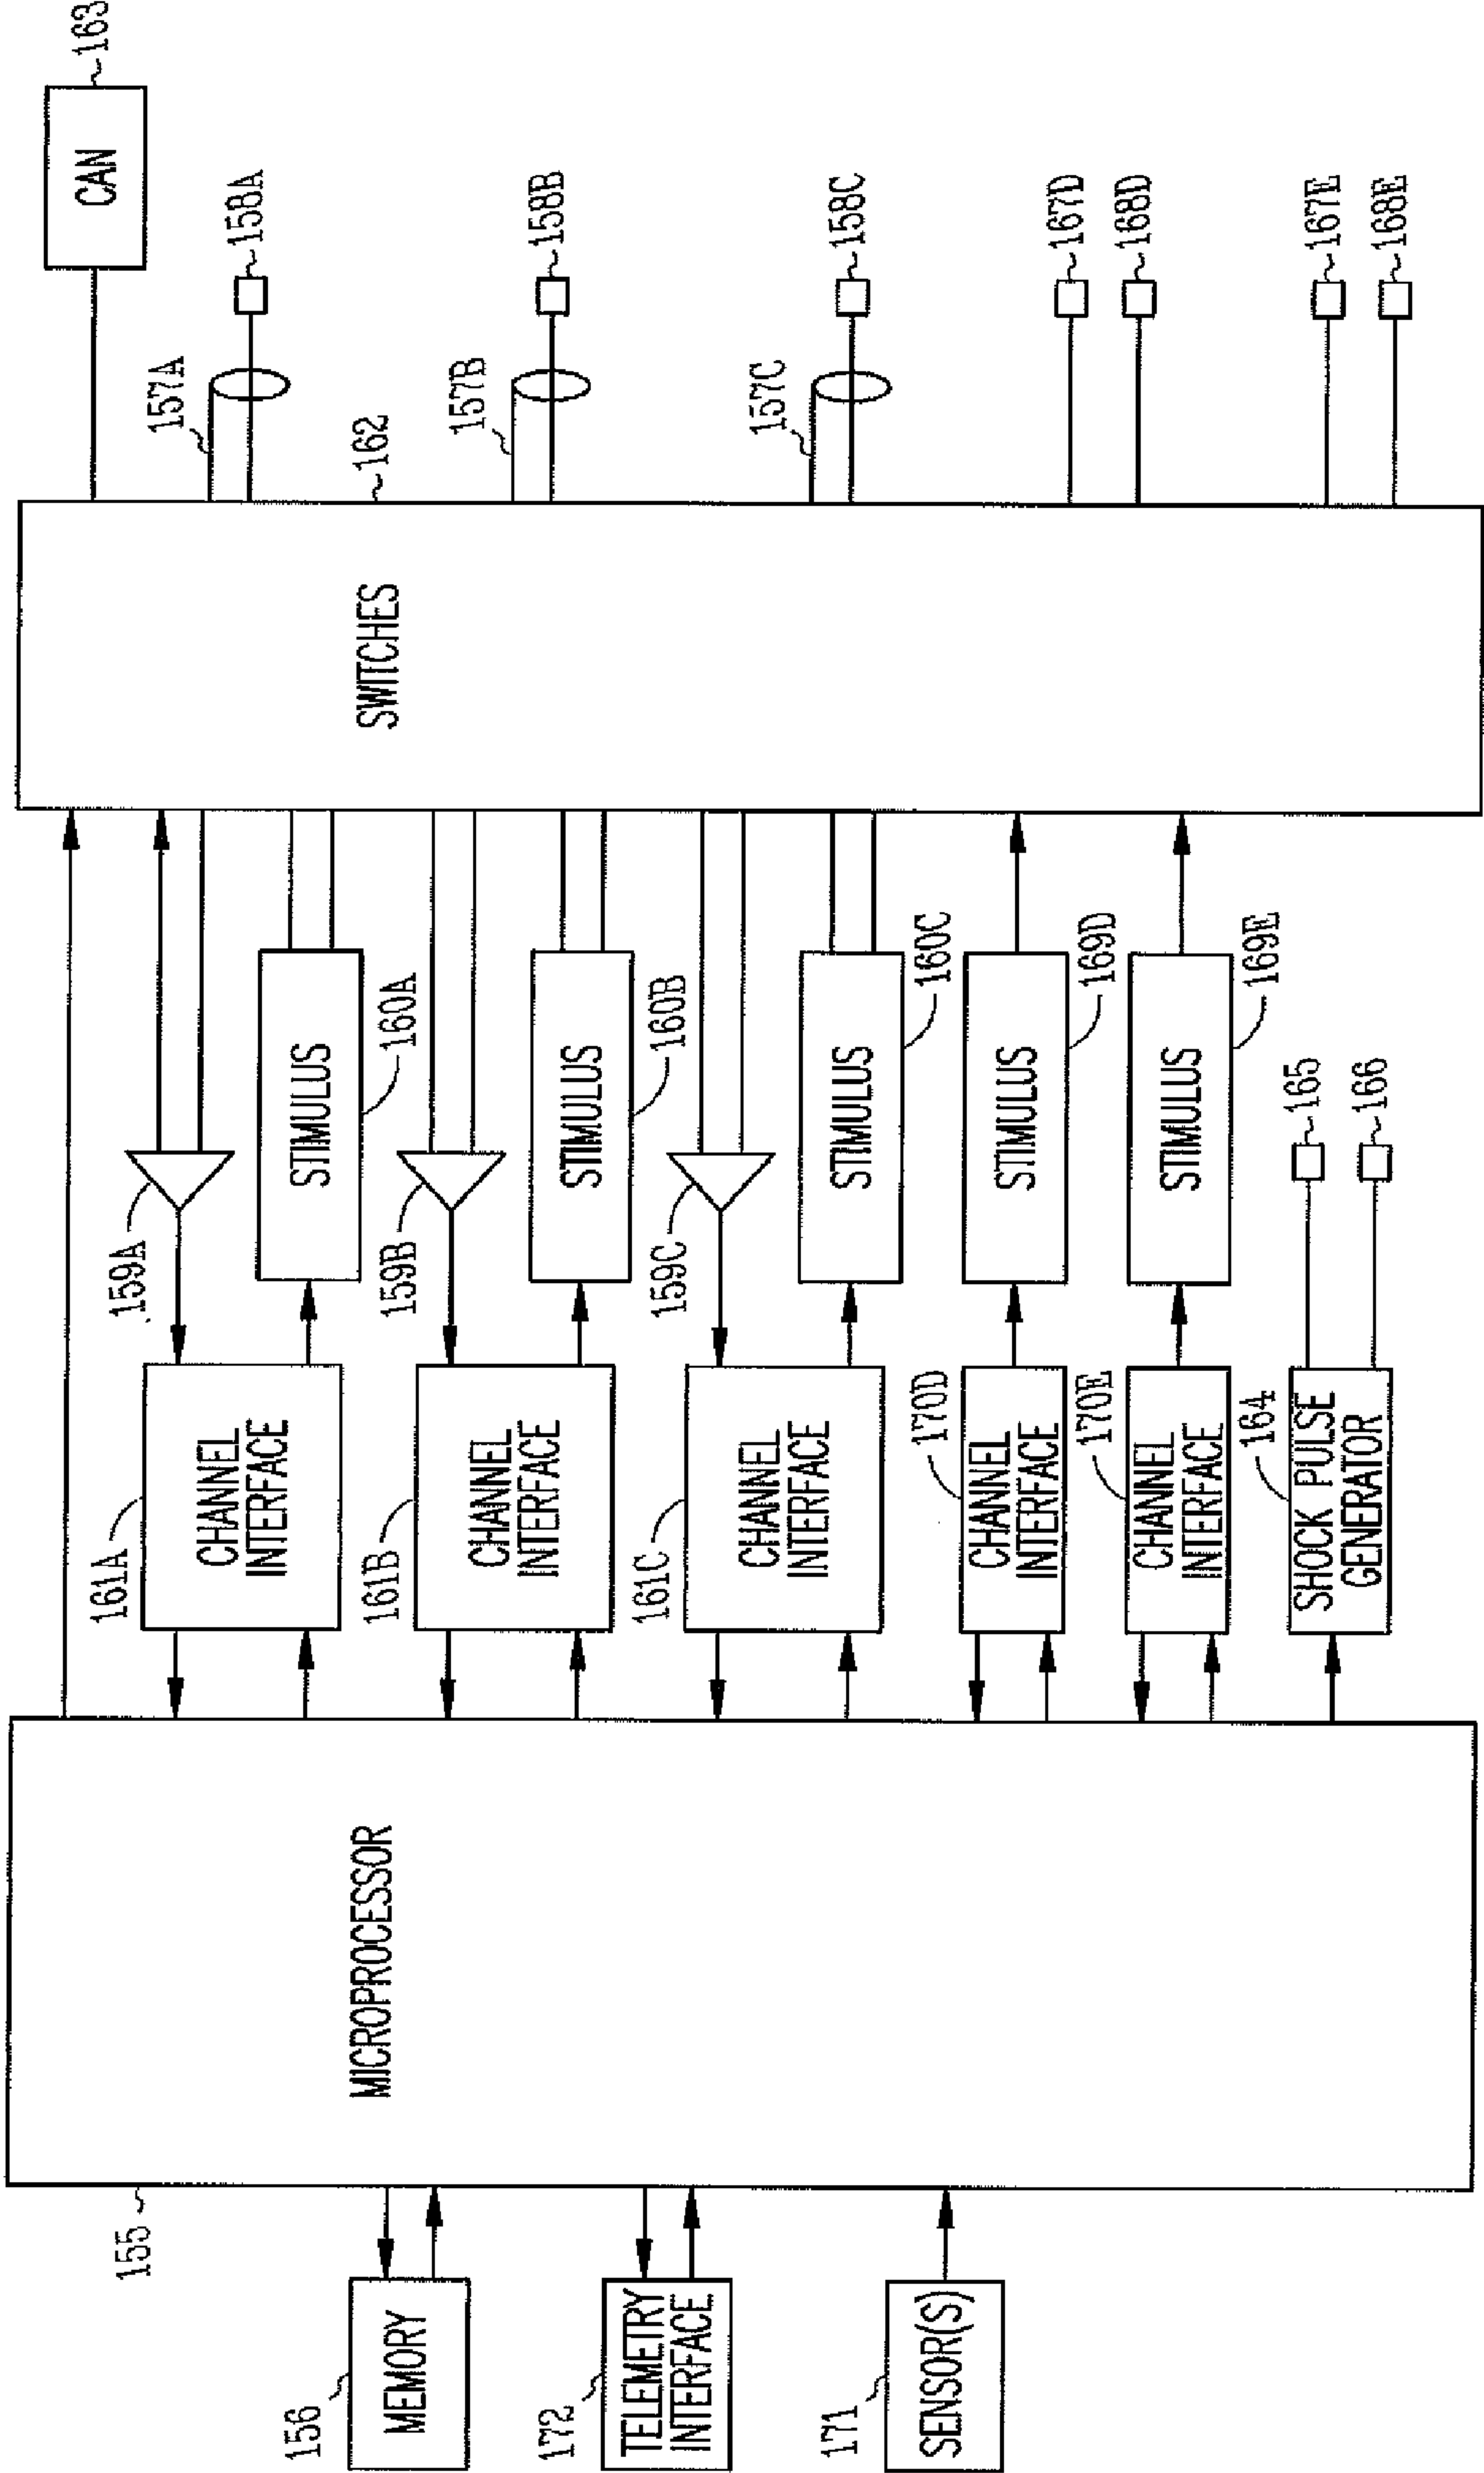 155
MICROPROCESSOR
156
MEMORY
172
TELEMETRY
INTERFACE
171
SENSOR(S)
161A
CHANNEL
INTERFACE
159A
STIMULUS
160A
161B
CHANNEL
INTERFACE
159B
STIMULUS
160B
161C
CHANNEL
INTERFACE
159C
STIMULUS
160C
170D
CHANNEL
INTERFACE
STIMULUS
169D
170E
CHANNEL
INTERFACE
STIMULUS
169E
164
SHOCK PULSE
GENERATOR
165
166
SWITCHES
162
CAN
163
157A
158A
157B
158B
157C
158C
167D
168D
167E
168E